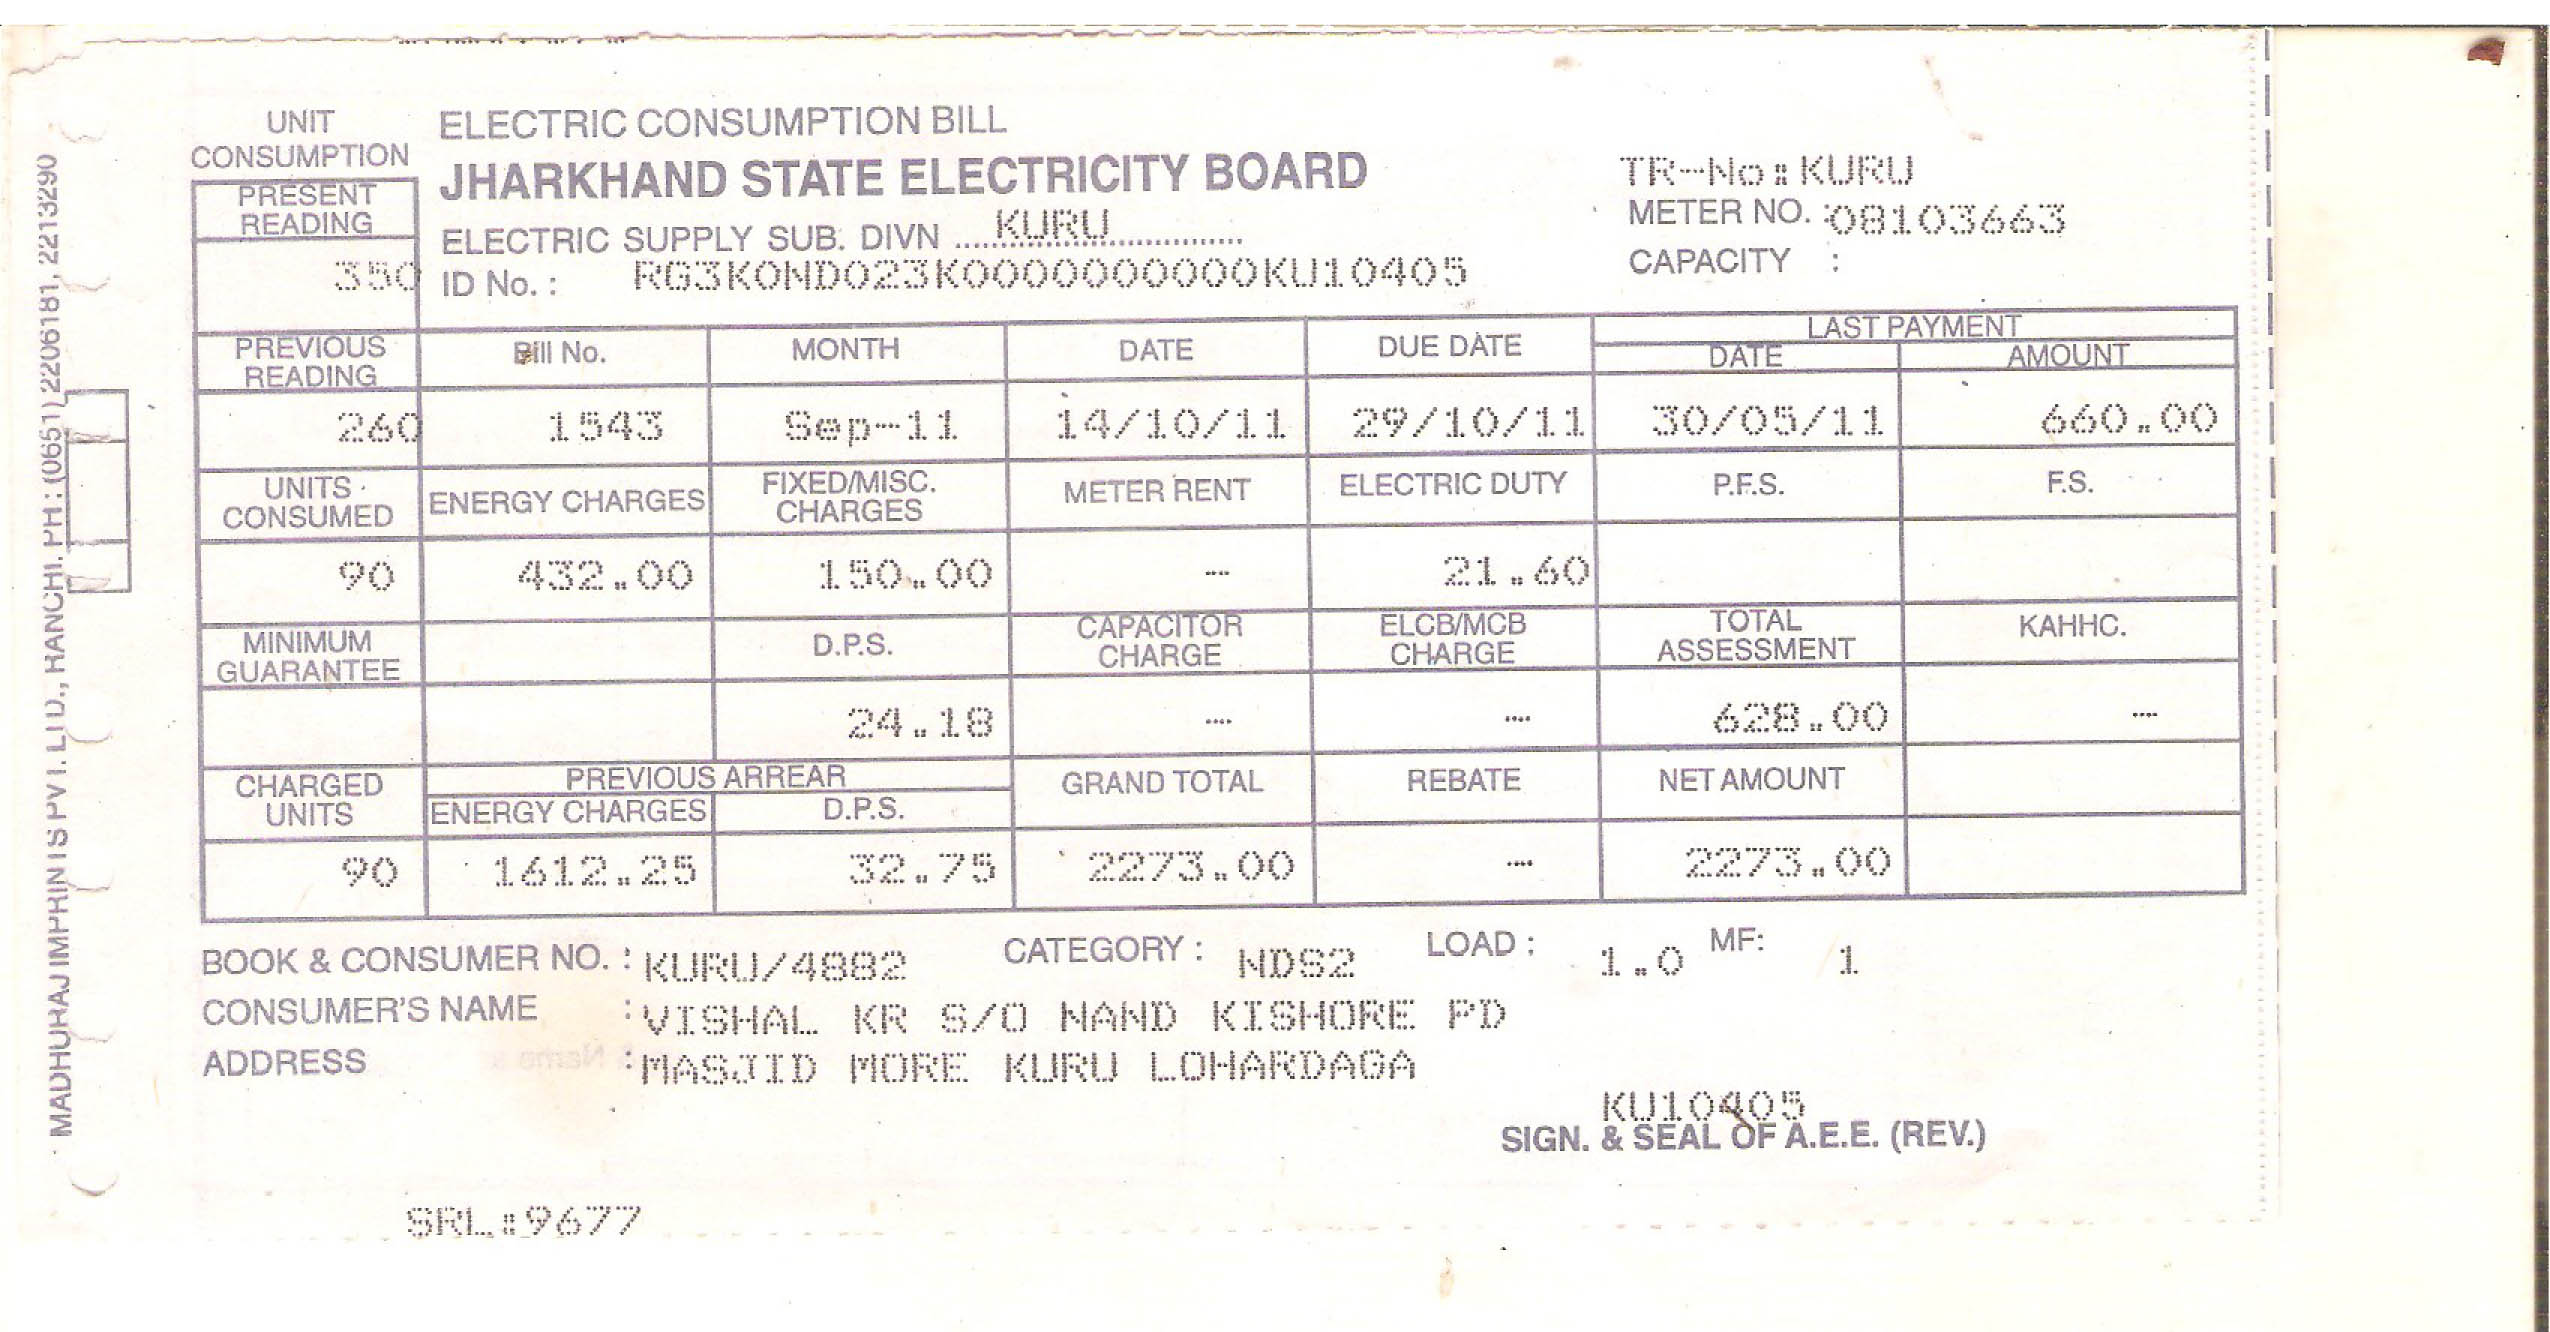 ELECTRIC CONSUMPTION BILL
JHARKHAND STATE ELECTRICITY BOARD
ELECTRIC SUPPLY SUB. DIVN ..... KURU .....
ID No. : RG3K0ND023K0000000000KU10405
TR-No:KURU
METER NO. :08103663
CAPACITY :
UNIT
CONSUMPTION
PRESENT
READING
350
PREVIOUS
READING
260
UNITS
CONSUMED
90
MINIMUM
GUARANTEE
CHARGED
UNITS
90
Bill No. MONTH DATE DUE DATE LAST PAYMENT
DATE AMOUNT
1543 Sep-11 14/10/11 29/10/11 30/05/11 660.00
ENERGY CHARGES FIXED/MISC. CHARGES METER RENT ELECTRIC DUTY P.F.S. F.S.
432.00 150.00 - 21.60
D.P.S. CAPACITOR CHARGE ELCB/MCB CHARGE TOTAL ASSESSMENT KAHHC.
24.18 - - 628.00 -
PREVIOUS ARREAR
ENERGY CHARGES D.P.S. GRAND TOTAL REBATE NET AMOUNT
1612.25 32.75 2273.00 - 2273.00
BOOK & CONSUMER NO. : KURU/4882 CATEGORY : NDS2 LOAD : 1.0 MF: 1
CONSUMER'S NAME : VISHAL KR S/O NAND KISHORE PD
ADDRESS : MASJID MORE KURU LOHARDAGA
KU10405
SIGN. & SEAL OF A.E.E. (REV.)
SRL:9677
MADHURAJ IMPRINTS PVT. LTD., RANCHI. PH : (0651) 2206181, 2213290